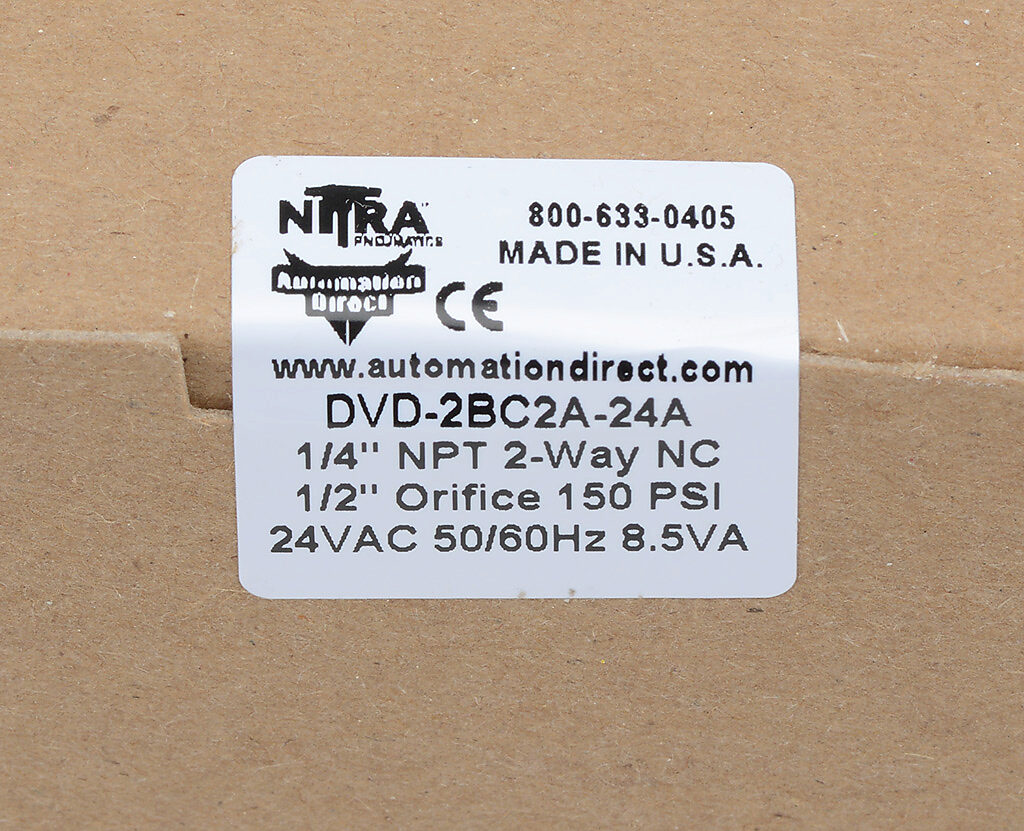 NITRA
PNEUMATICS
800-633-0405
MADE IN U.S.A.
Automation
Direct
CE
www.automationdirect.com
DVD-2BC2A-24A
1/4" NPT 2-Way NC
1/2" Orifice 150 PSI
24VAC 50/60Hz 8.5VA